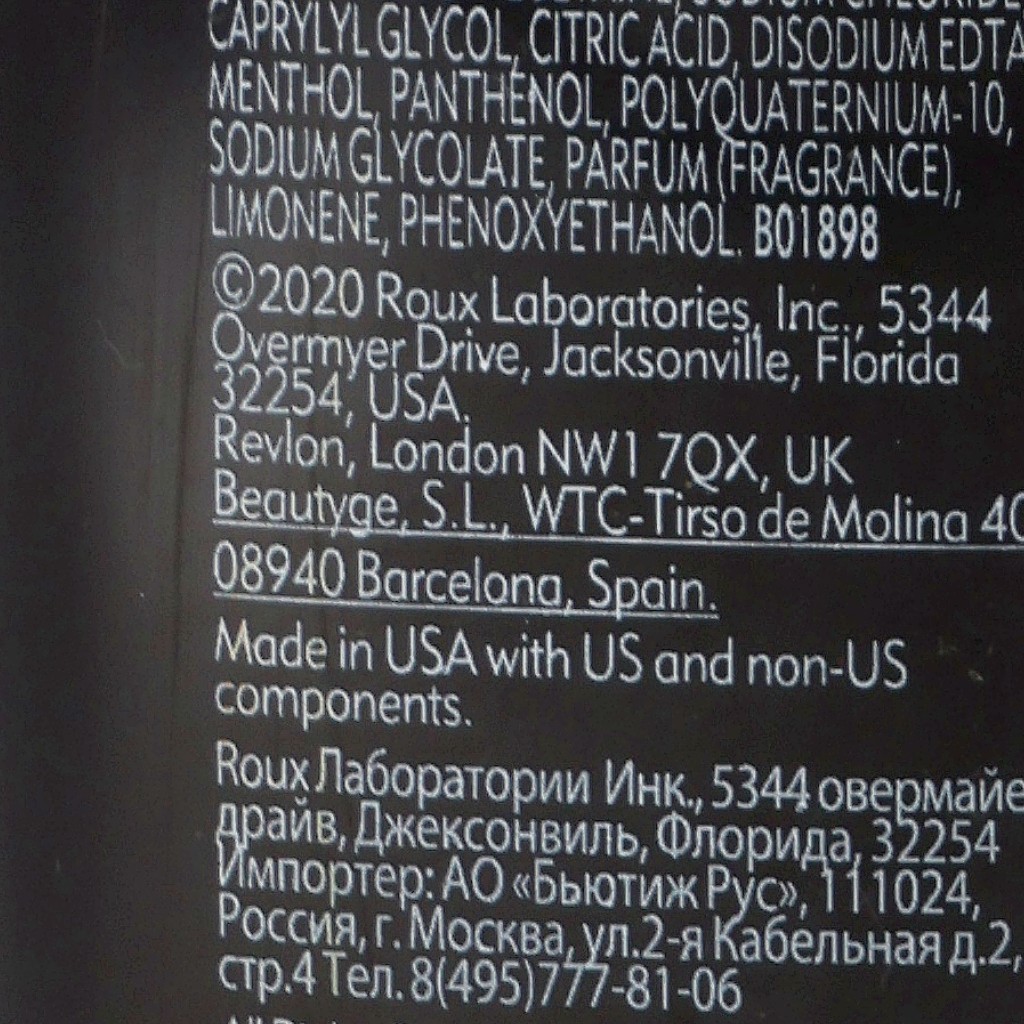 SODIUM CHLORIDE
CAPRYLYL GLYCOL, CITRIC ACID, DISODIUM EDTA
MENTHOL, PANTHENOL, POLYQUATERNIUM-10,
SODIUM GLYCOLATE, PARFUM (FRAGRANCE),
LIMONENE, PHENOXYETHANOL. B01898
©2020 Roux Laboratories, Inc., 5344
Overmyer Drive, Jacksonville, Florida
32254, USA.
Revlon, London NW1 7QX, UK
Beautyge, S.L., WTC-Tirso de Molina 40
08940 Barcelona, Spain.
Made in USA with US and non-US
components.
Roux Лаборатории Инк., 5344 овермайе
драйв, Джексонвиль, Флорида, 32254
Импортер: АО «Бьютиж Рус», 111024,
Россия, г. Москва, ул.2-я Кабельная д.2,
стр.4 Тел. 8(495)777-81-06